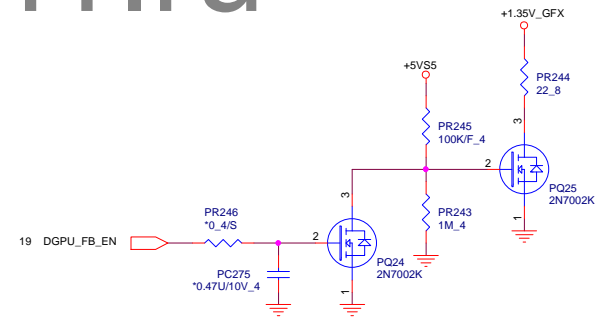 +1.35V_GFX
+5VS5
PR244
22_8
PR245
100K/F_4
3
2
PQ25
2N7002K
1
PR243
1M_4
3
PR246
*0_4/S
19 DGPU_FB_EN
2
PQ24
2N7002K
PC275
*0.47U/10V_4
1